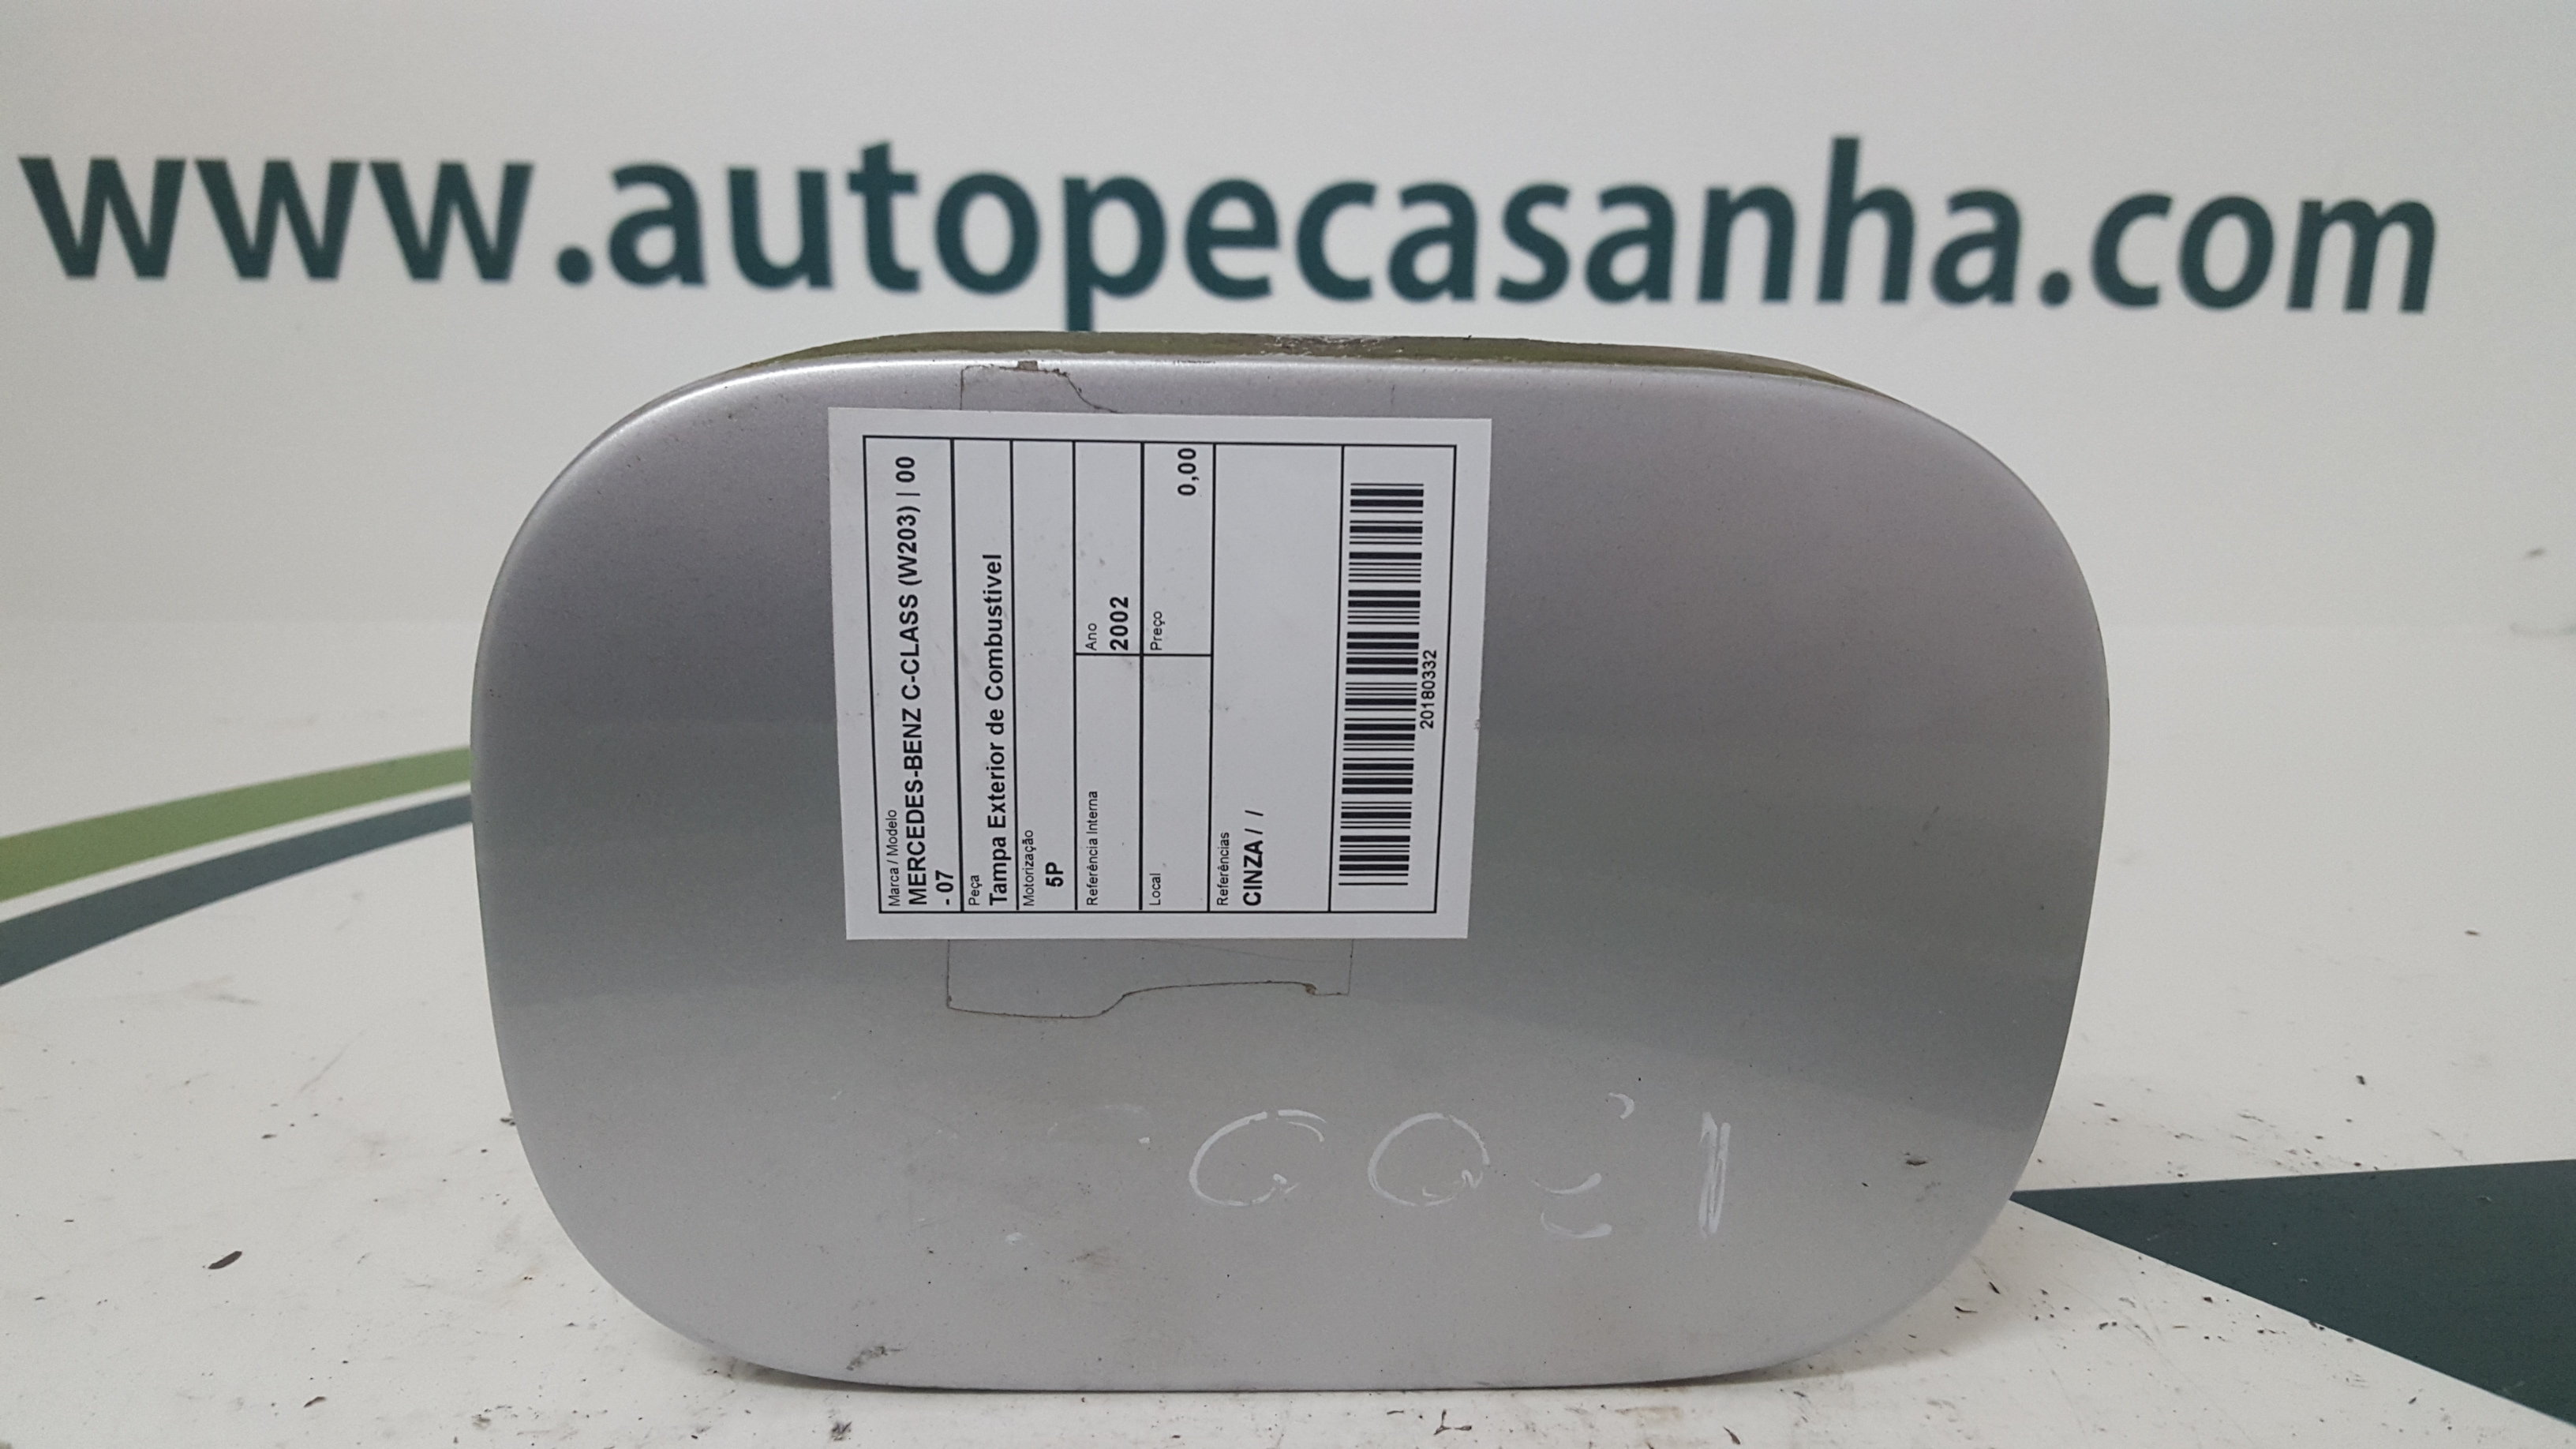 www.autopecasanha.com
Marca / Modelo
MERCEDES-BENZ C-CLASS (W203) | 00
- 07
Peça
Tampa Exterior de Combustivel
Motorização
5P
Referência Interna
Ano
2002
Local
Preço
0,00
Referências
CINZA / /
20180332